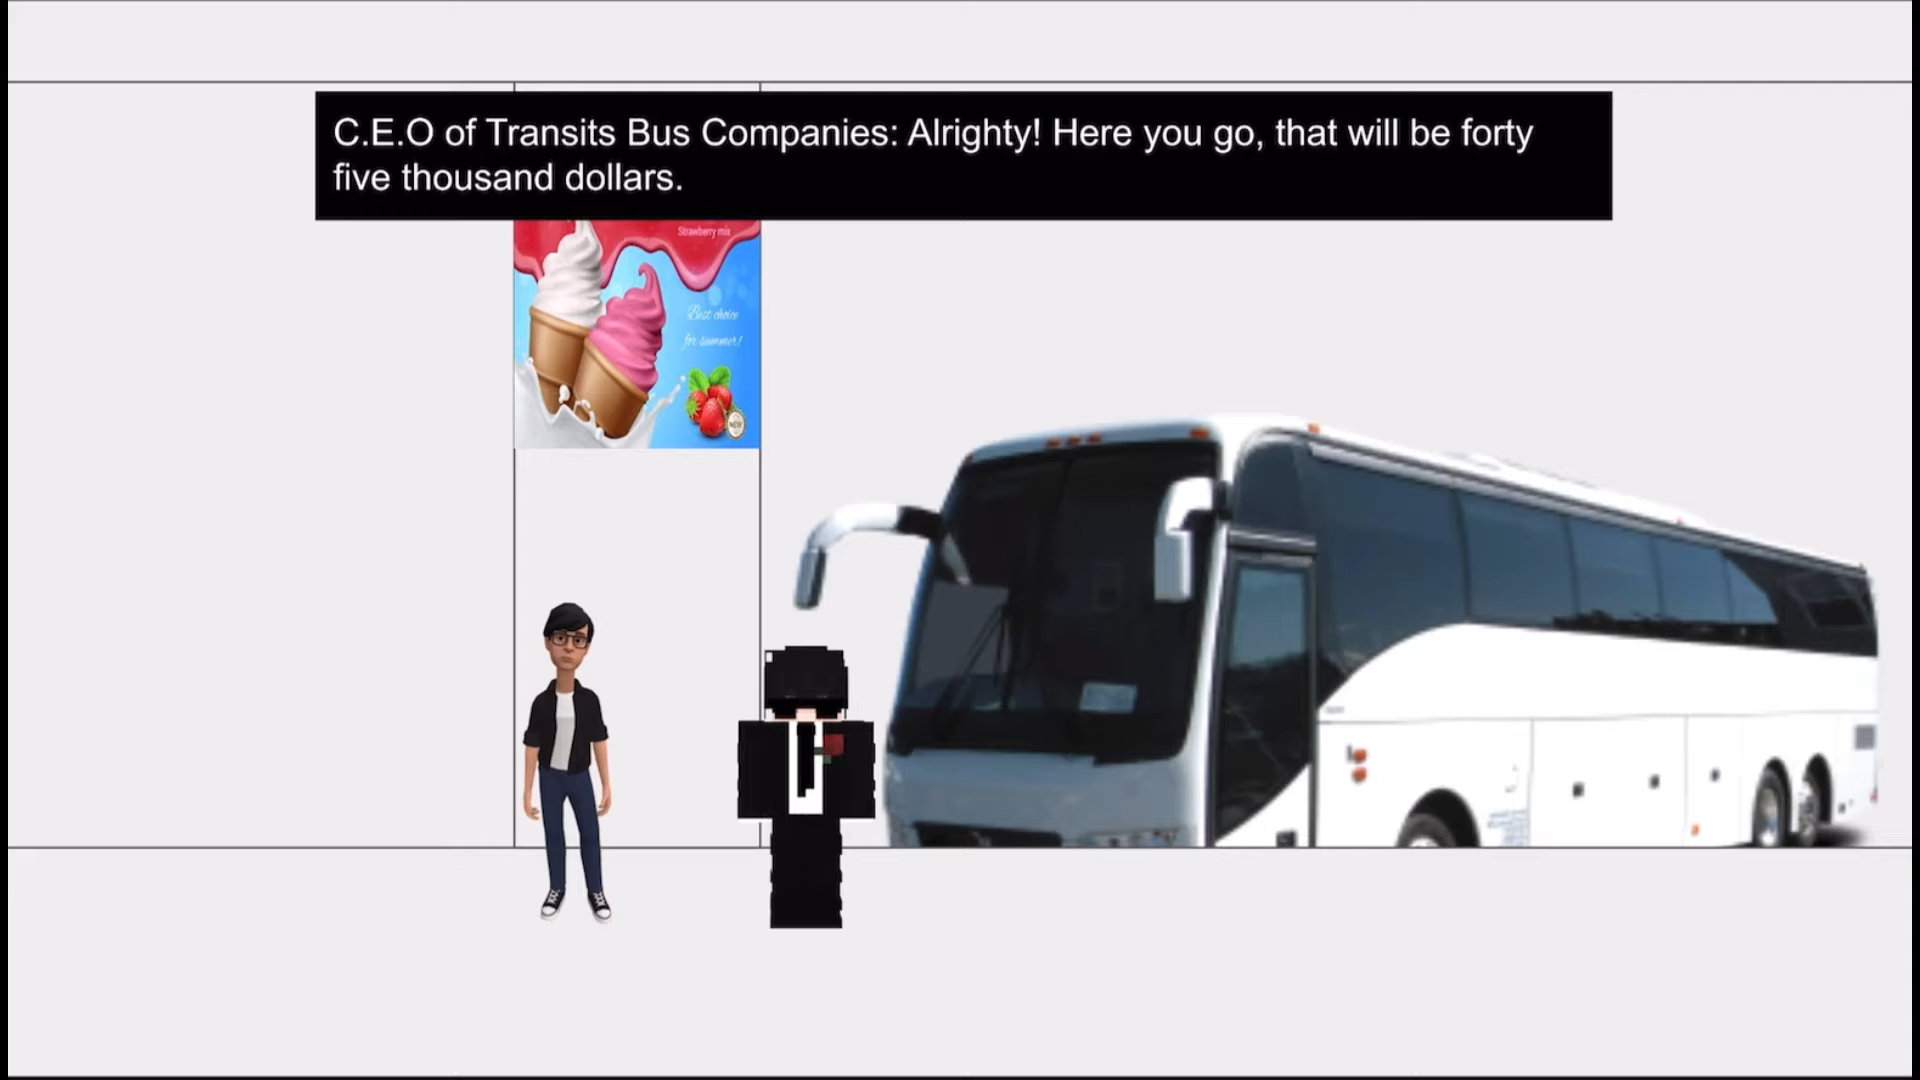 C.E.O of Transits Bus Companies: Alrighty! Here you go, that will be forty
five thousand dollars.
Strawberry mix
Best choice
for summer!
NEW